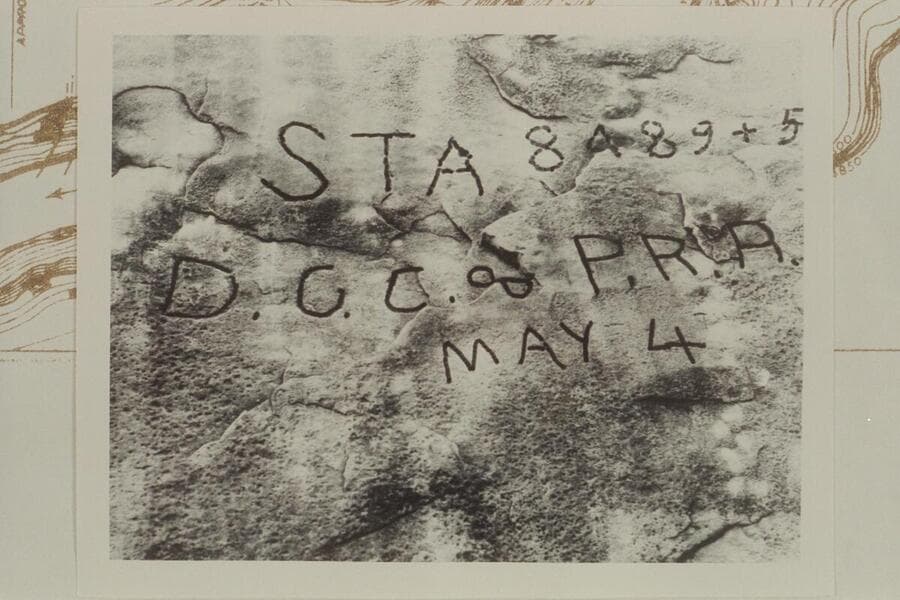 STA 8489+5
D.C.C. & P.R.R.
MAY 4